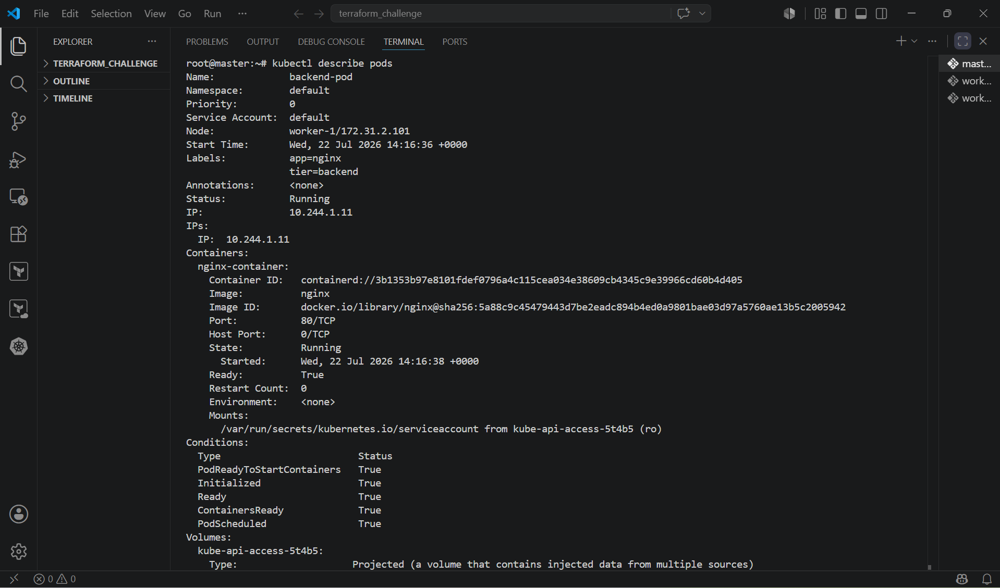 File Edit Selection View Go Run ···
terraform_challenge
EXPLORER
TERRAFORM_CHALLENGE
OUTLINE
TIMELINE
PROBLEMS OUTPUT DEBUG CONSOLE TERMINAL PORTS
mast...
work...
work...
root@master:~# kubectl describe pods
Name:             backend-pod
Namespace:        default
Priority:         0
Service Account:  default
Node:             worker-1/172.31.2.101
Start Time:       Wed, 22 Jul 2026 14:16:36 +0000
Labels:           app=nginx
                  tier=backend
Annotations:      <none>
Status:           Running
IP:               10.244.1.11
IPs:
  IP:  10.244.1.11
Containers:
  nginx-container:
    Container ID:   containerd://3b1353b97e8101fdef0796a4c115cea034e38609cb4345c9e39966cd60b4d405
    Image:          nginx
    Image ID:       docker.io/library/nginx@sha256:5a88c9c45479443d7be2eadc894b4ed0a9801bae03d97a5760ae13b5c2005942
    Port:           80/TCP
    Host Port:      0/TCP
    State:          Running
      Started:      Wed, 22 Jul 2026 14:16:38 +0000
    Ready:          True
    Restart Count:  0
    Environment:    <none>
    Mounts:
      /var/run/secrets/kubernetes.io/serviceaccount from kube-api-access-5t4b5 (ro)
Conditions:
  Type                        Status
  PodReadyToStartContainers   True
  Initialized                 True
  Ready                       True
  ContainersReady             True
  PodScheduled                True
Volumes:
  kube-api-access-5t4b5:
    Type:                    Projected (a volume that contains injected data from multiple sources)
0 0